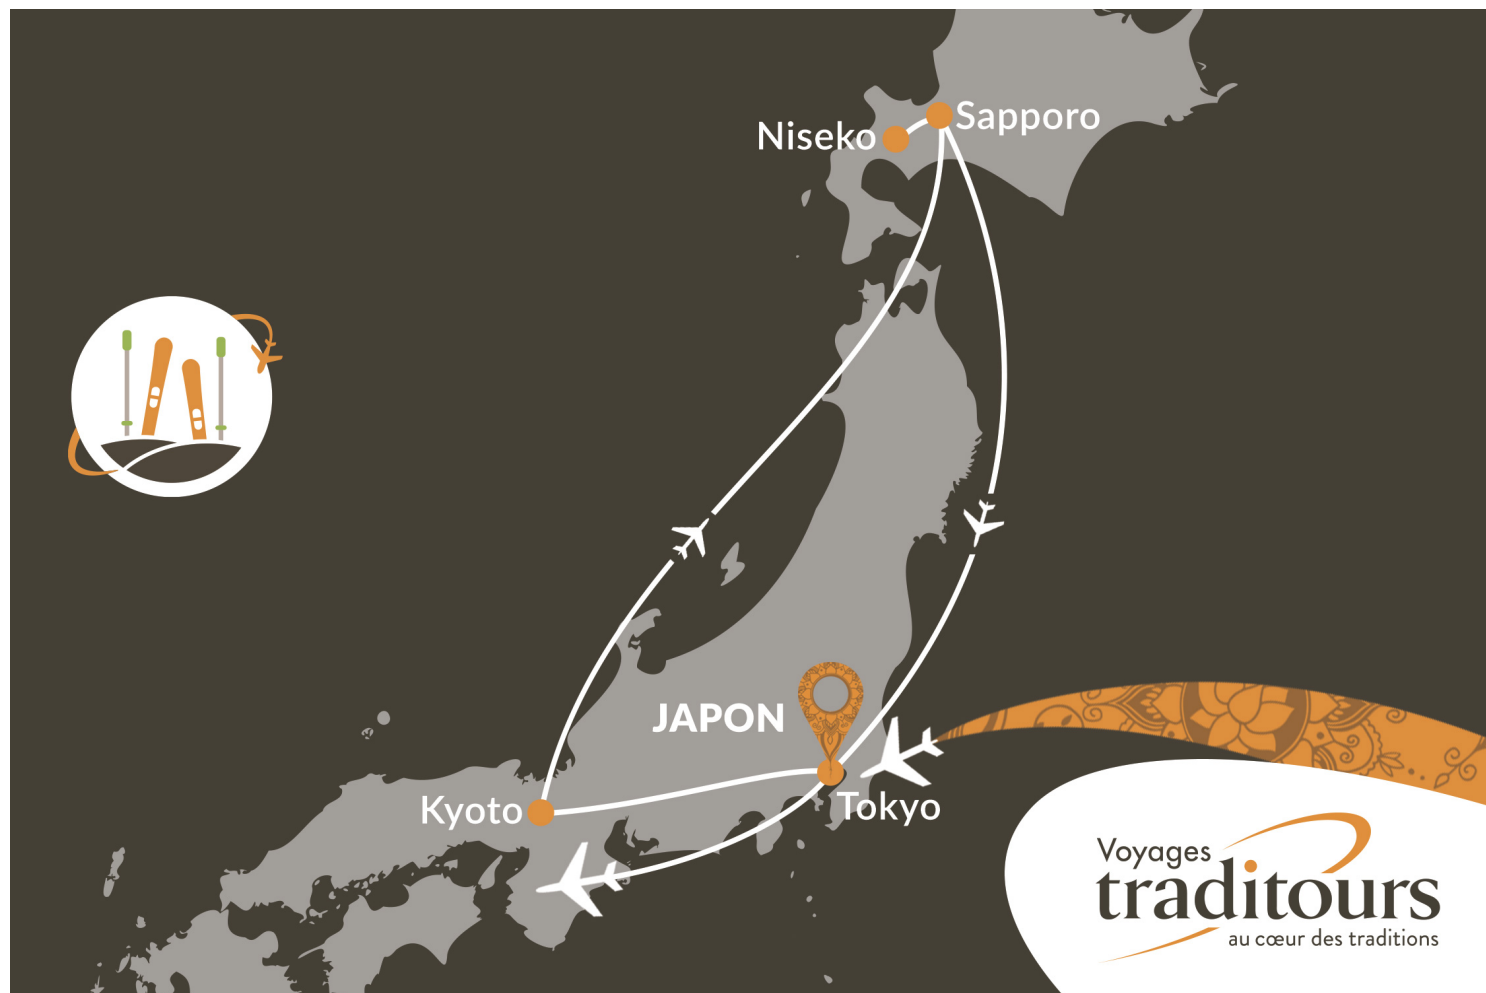 Sapporo
Niseko
JAPON
Kyoto
Tokyo
Voyages
traditours
au cœur des traditions